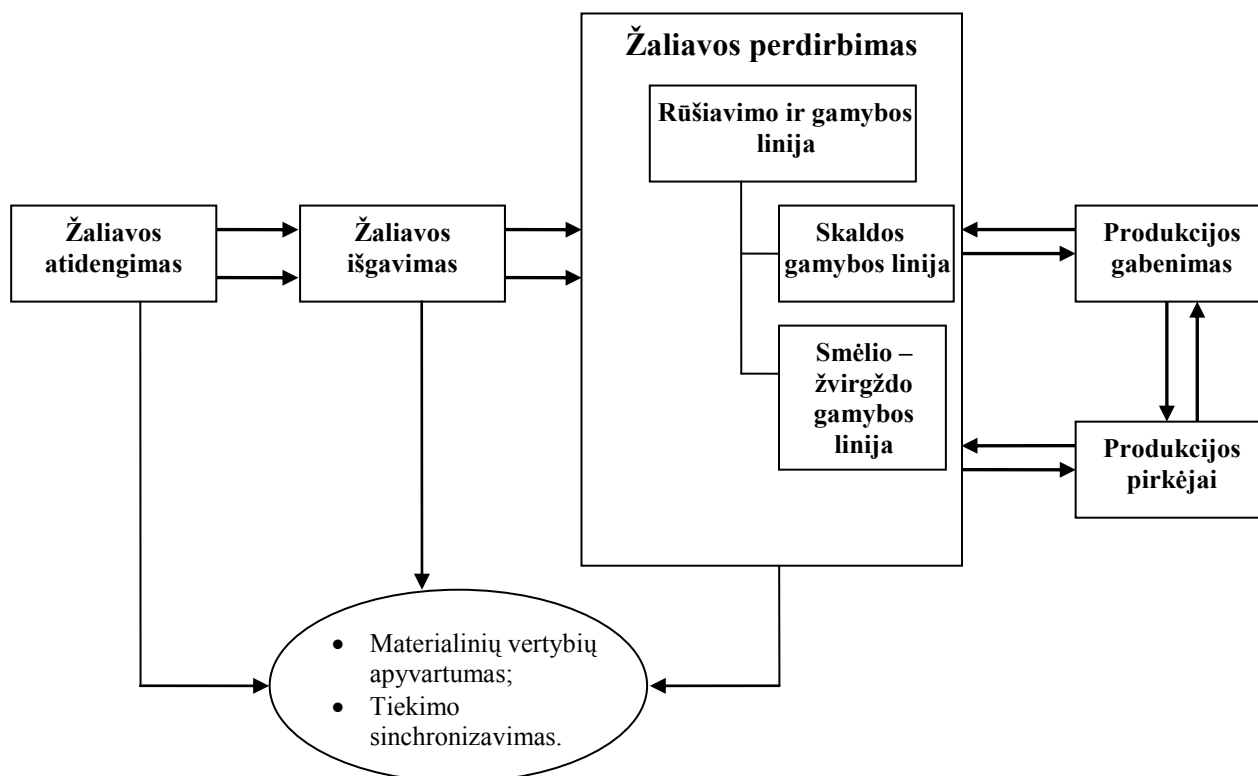 Žaliavos perdirbimas
Rūšiavimo ir gamybos
linija
Žaliavos
atidengimas
Žaliavos
išgavimas
Skaldos
gamybos linija
Produkcijos
gabenimas
Smėlio –
žvirgždo
gamybos
linija
Produkcijos
pirkėjai
• Materialinių vertybių
apyvartumas;
• Tiekimo
sinchronizavimas.